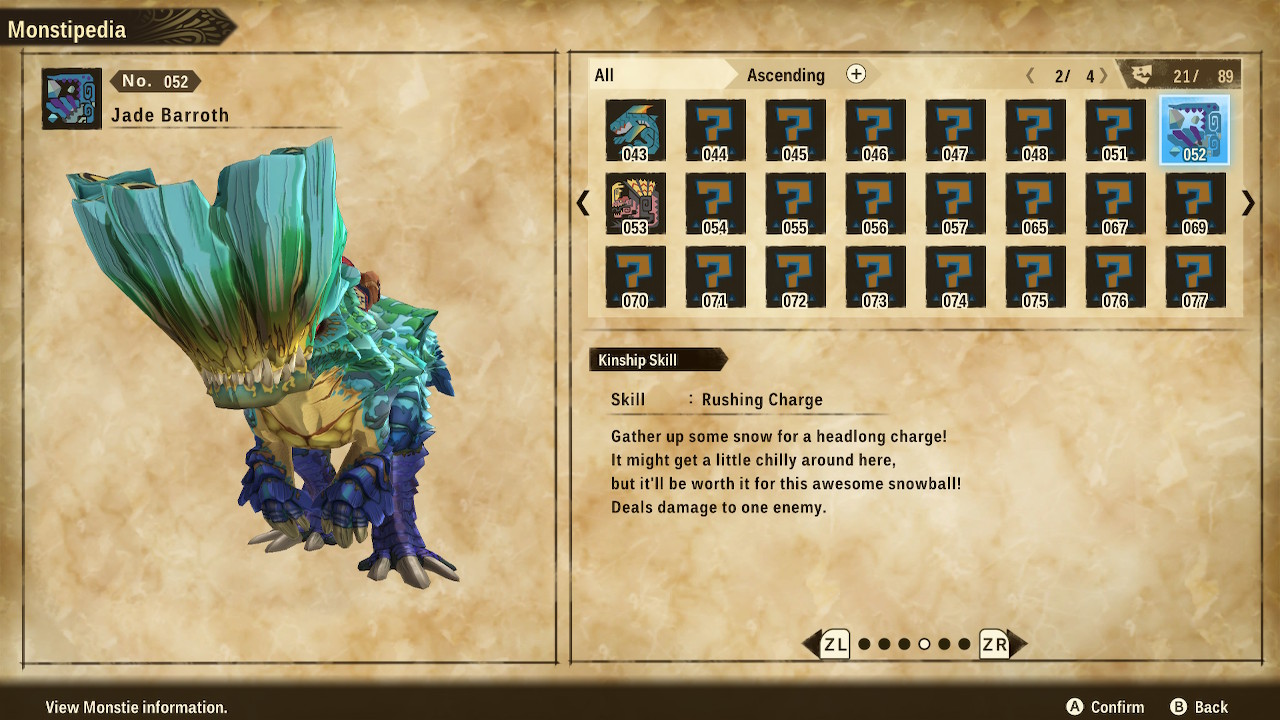 Monstipedia
No. 052
Jade Barroth
All
Ascending
2/ 4
21/ 89
043 ? ? ? ? ? ? 052
044 045 046 047 048 051
053 ? ? ? ? ? ? ?
054 055 056 057 065 067 069
? ? ? ? ? ? ? ?
070 071 072 073 074 075 076 077
Kinship Skill
Skill : Rushing Charge
Gather up some snow for a headlong charge!
It might get a little chilly around here,
but it'll be worth it for this awesome snowball!
Deals damage to one enemy.
ZL ZR
View Monstie information.
A Confirm B Back